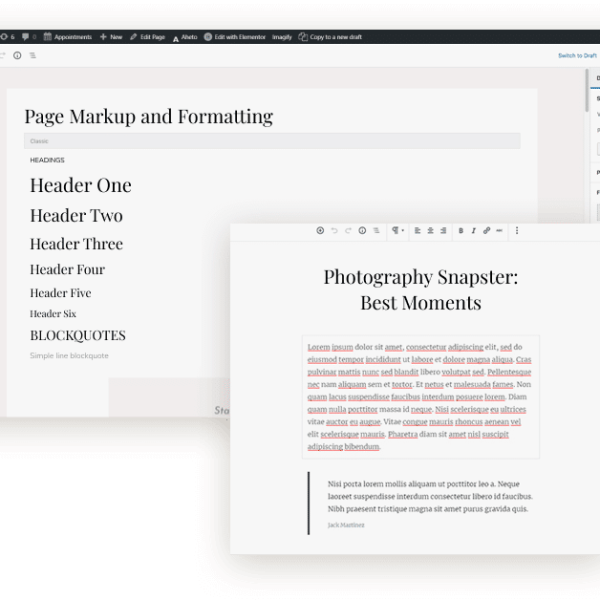 6 0 Appointments + New Edit Page Aheto Edit with Elementor Imagify Copy to a new draft
Switch to Draft
Page Markup and Formatting
Classic
HEADINGS
Header One
Header Two
Header Three
Header Four
Header Five
Header Six
BLOCKQUOTES
Simple line blockquote
Sto
B I
Photography Snapster:
Best Moments
Lorem ipsum dolor sit amet, consectetur adipiscing elit, sed do
eiusmod tempor incididunt ut labore et dolore magna aliqua. Cras
pulvinar mattis nunc sed blandit libero volutpat sed. Pellentesque
nec nam aliquam sem et tortor. Et netus et malesuada fames. Non
quam lacus suspendisse faucibus interdum posuere lorem. Diam
quam nulla porttitor massa id neque. Nisi scelerisque eu ultrices
vitae auctor eu augue. Vitae congue mauris rhoncus aenean vel
elit scelerisque mauris. Pharetra diam sit amet nisl suscipit
adipiscing bibendum.
Nisi porta lorem mollis aliquam ut porttitor leo a. Neque
laoreet suspendisse interdum consectetur libero id faucibus.
Nibh praesent tristique magna sit amet purus gravida quis.
Jack Martinez